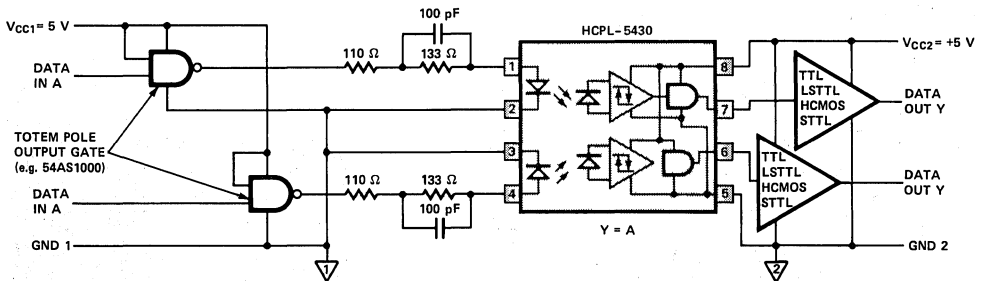 100 pF
HCPL-5430
VCC1 = 5 V
110 Ω
133 Ω
8
VCC2 = +5 V
DATA
IN A
1
TTL
LSTTL
HCMOS
STTL
DATA
OUT Y
2
7
TOTEM POLE
OUTPUT GATE
(e.g. 54AS1000)
3
6
TTL
LSTTL
HCMOS
STTL
DATA
OUT Y
110 Ω
133 Ω
4
5
DATA
IN A
100 pF
Y = A
GND 1
GND 2
1
2